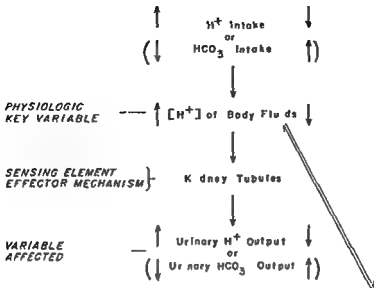 H+ Intake
or
HCO3 Intake
PHYSIOLOGIC
KEY VARIABLE
[H+] of Body Fluids
SENSING ELEMENT
EFFECTOR MECHANISM
Kidney Tubules
VARIABLE
AFFECTED
Urinary H+ Output
or
Urinary HCO3 Output